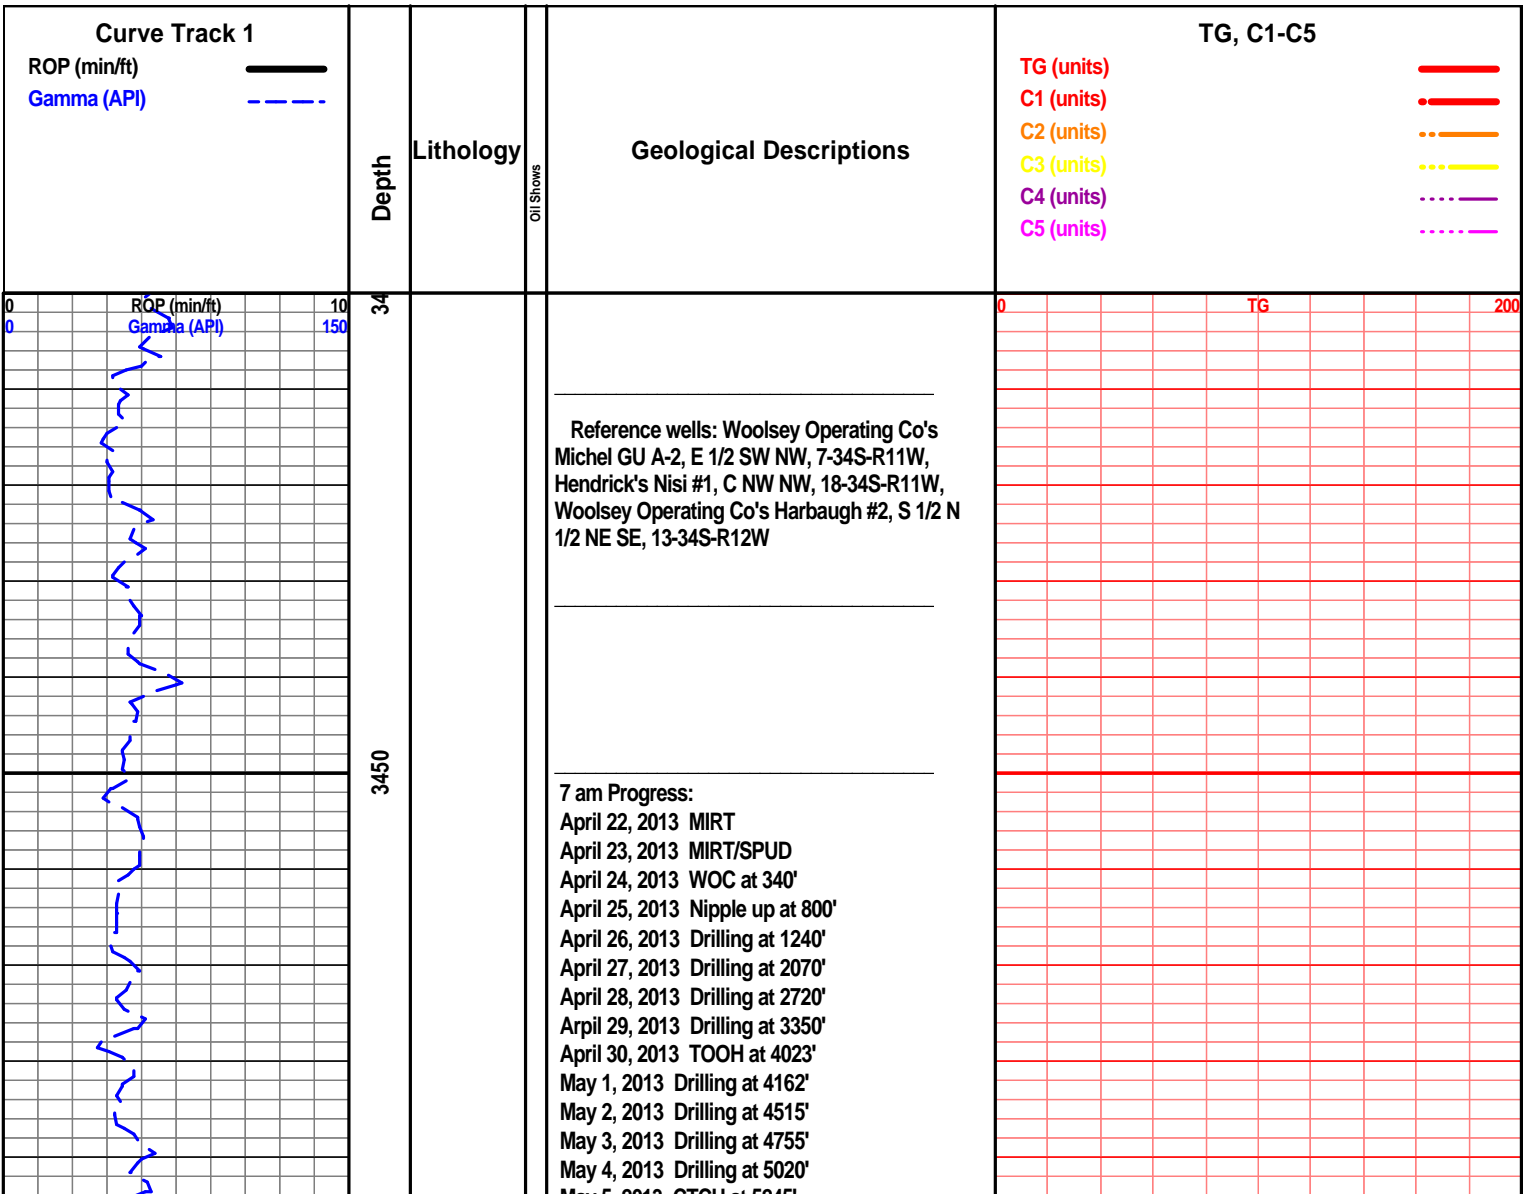 Curve Track 1
ROP (min/ft)
Gamma (API)
Depth
Lithology
Oil Shows
Geological Descriptions
TG, C1-C5
TG (units)
C1 (units)
C2 (units)
C3 (units)
C4 (units)
C5 (units)
0 ROP (min/ft) 10
0 Gamma (API) 150
34
0 TG 200
Reference wells: Woolsey Operating Co's
Michel GU A-2, E 1/2 SW NW, 7-34S-R11W,
Hendrick's Nisi #1, C NW NW, 18-34S-R11W,
Woolsey Operating Co's Harbaugh #2, S 1/2 N
1/2 NE SE, 13-34S-R12W
3450
7 am Progress:
April 22, 2013 MIRT
April 23, 2013 MIRT/SPUD
April 24, 2013 WOC at 340'
April 25, 2013 Nipple up at 800'
April 26, 2013 Drilling at 1240'
April 27, 2013 Drilling at 2070'
April 28, 2013 Drilling at 2720'
Arpil 29, 2013 Drilling at 3350'
April 30, 2013 TOOH at 4023'
May 1, 2013 Drilling at 4162'
May 2, 2013 Drilling at 4515'
May 3, 2013 Drilling at 4755'
May 4, 2013 Drilling at 5020'
May 5, 2013 CTCH at 5245'